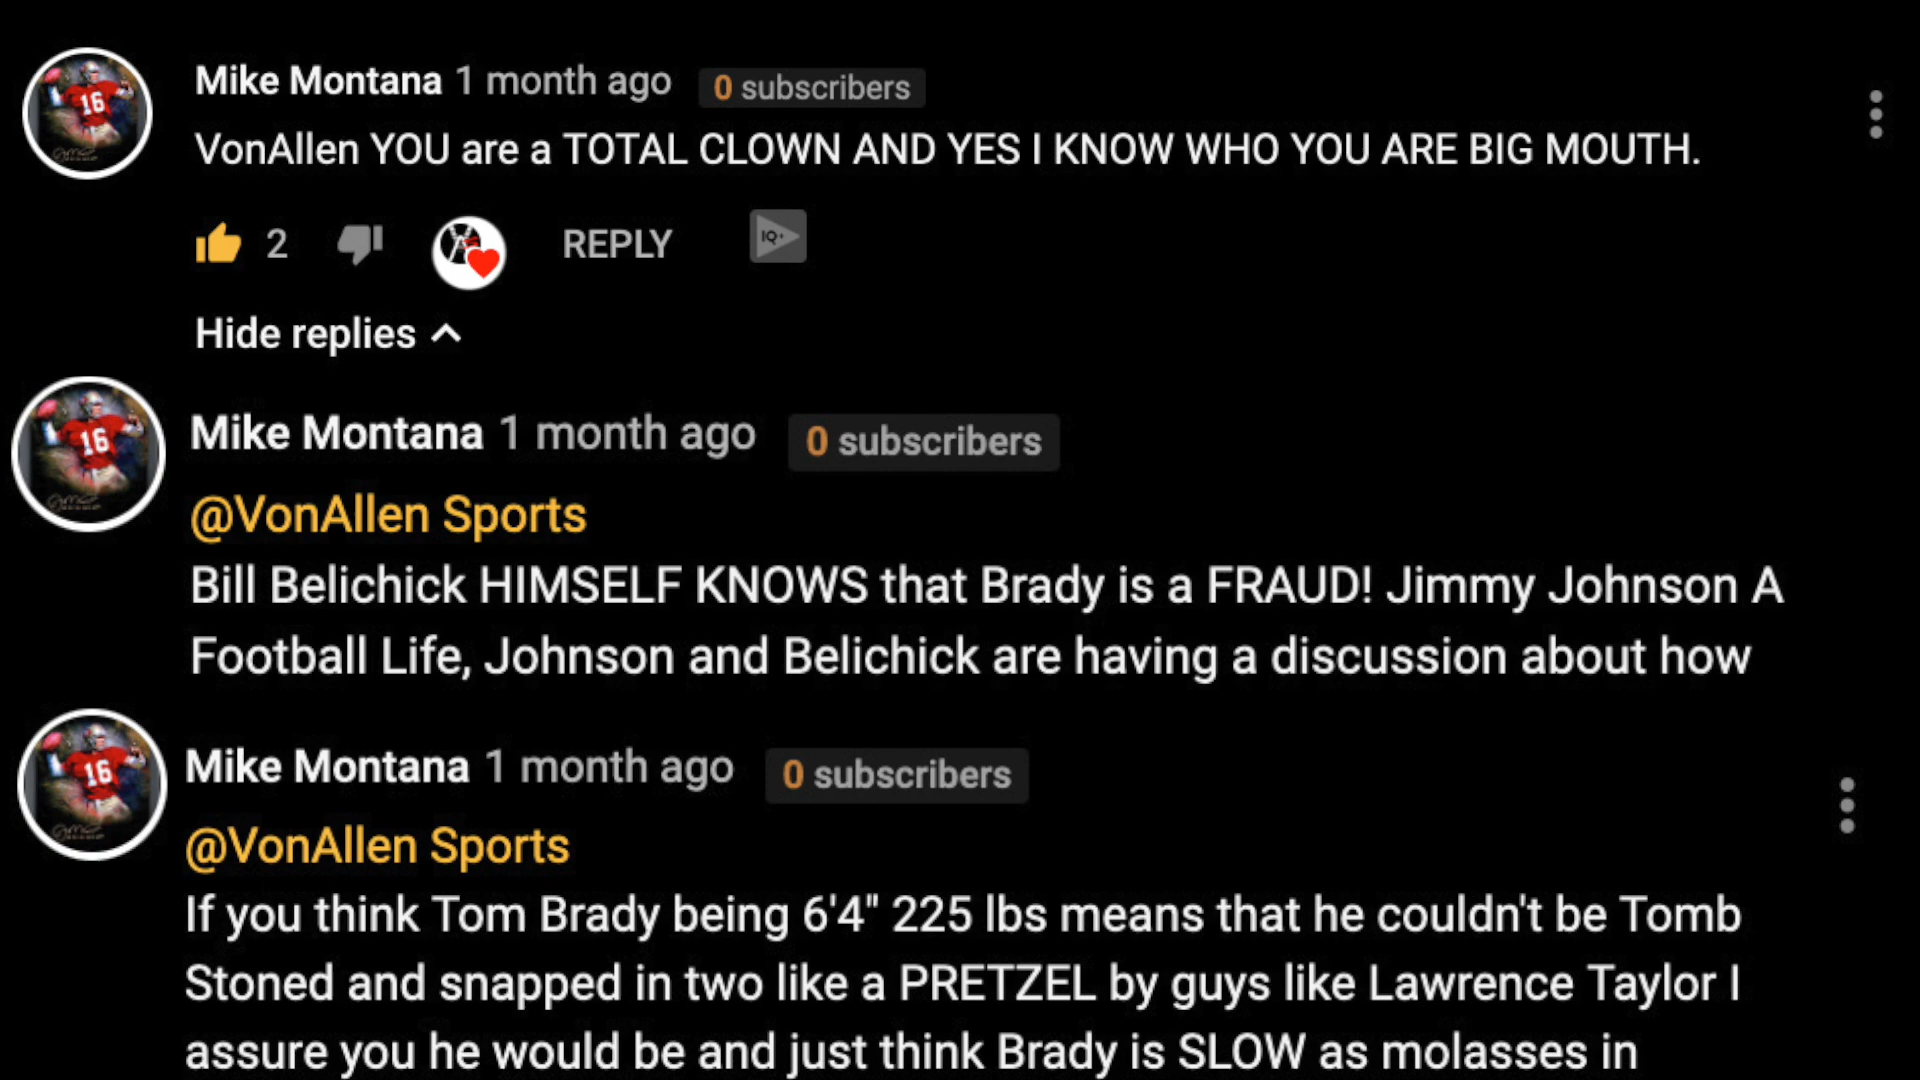 Mike Montana 1 month ago 0 subscribers
VonAllen YOU are a TOTAL CLOWN AND YES I KNOW WHO YOU ARE BIG MOUTH.
2 REPLY IQ+
Hide replies
Mike Montana 1 month ago 0 subscribers
@VonAllen Sports
Bill Belichick HIMSELF KNOWS that Brady is a FRAUD! Jimmy Johnson A
Football Life, Johnson and Belichick are having a discussion about how
Mike Montana 1 month ago 0 subscribers
@VonAllen Sports
If you think Tom Brady being 6'4" 225 lbs means that he couldn't be Tomb
Stoned and snapped in two like a PRETZEL by guys like Lawrence Taylor I
assure you he would be and just think Brady is SLOW as molasses in
16
16
16